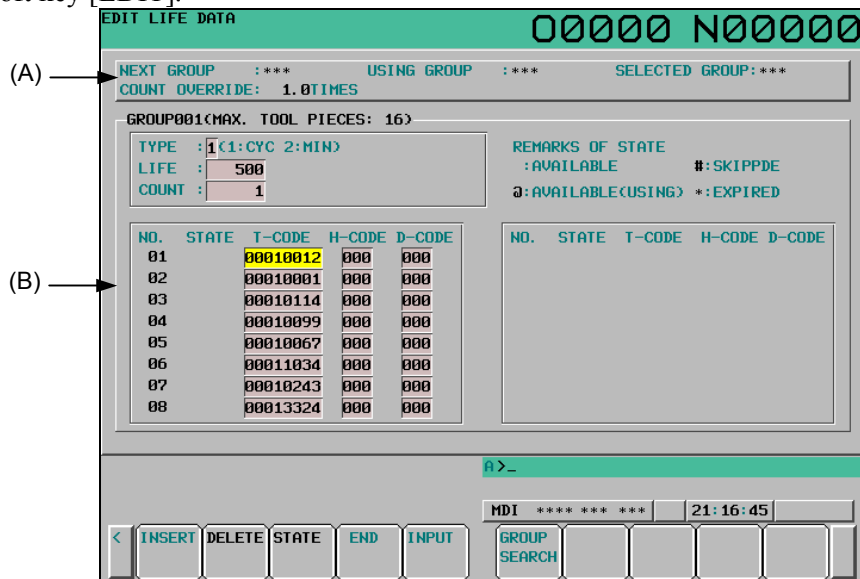 EDIT LIFE DATA O0000 N00000
(A)
NEXT GROUP :*** USING GROUP :*** SELECTED GROUP:***
COUNT OVERRIDE: 1.0TIMES
GROUP001(MAX. TOOL PIECES: 16)
TYPE :1(1:CYC 2:MIN)
LIFE : 500
COUNT : 1
REMARKS OF STATE
:AVAILABLE #:SKIPPDE
@:AVAILABLE(USING) *:EXPIRED
(B)
NO. STATE T-CODE H-CODE D-CODE
01 00010012 000 000
02 00010001 000 000
03 00010114 000 000
04 00010099 000 000
05 00010067 000 000
06 00011034 000 000
07 00010243 000 000
08 00013324 000 000
NO. STATE T-CODE H-CODE D-CODE
A>_
MDI **** *** *** 21:16:45
< INSERT DELETE STATE END INPUT GROUP SEARCH